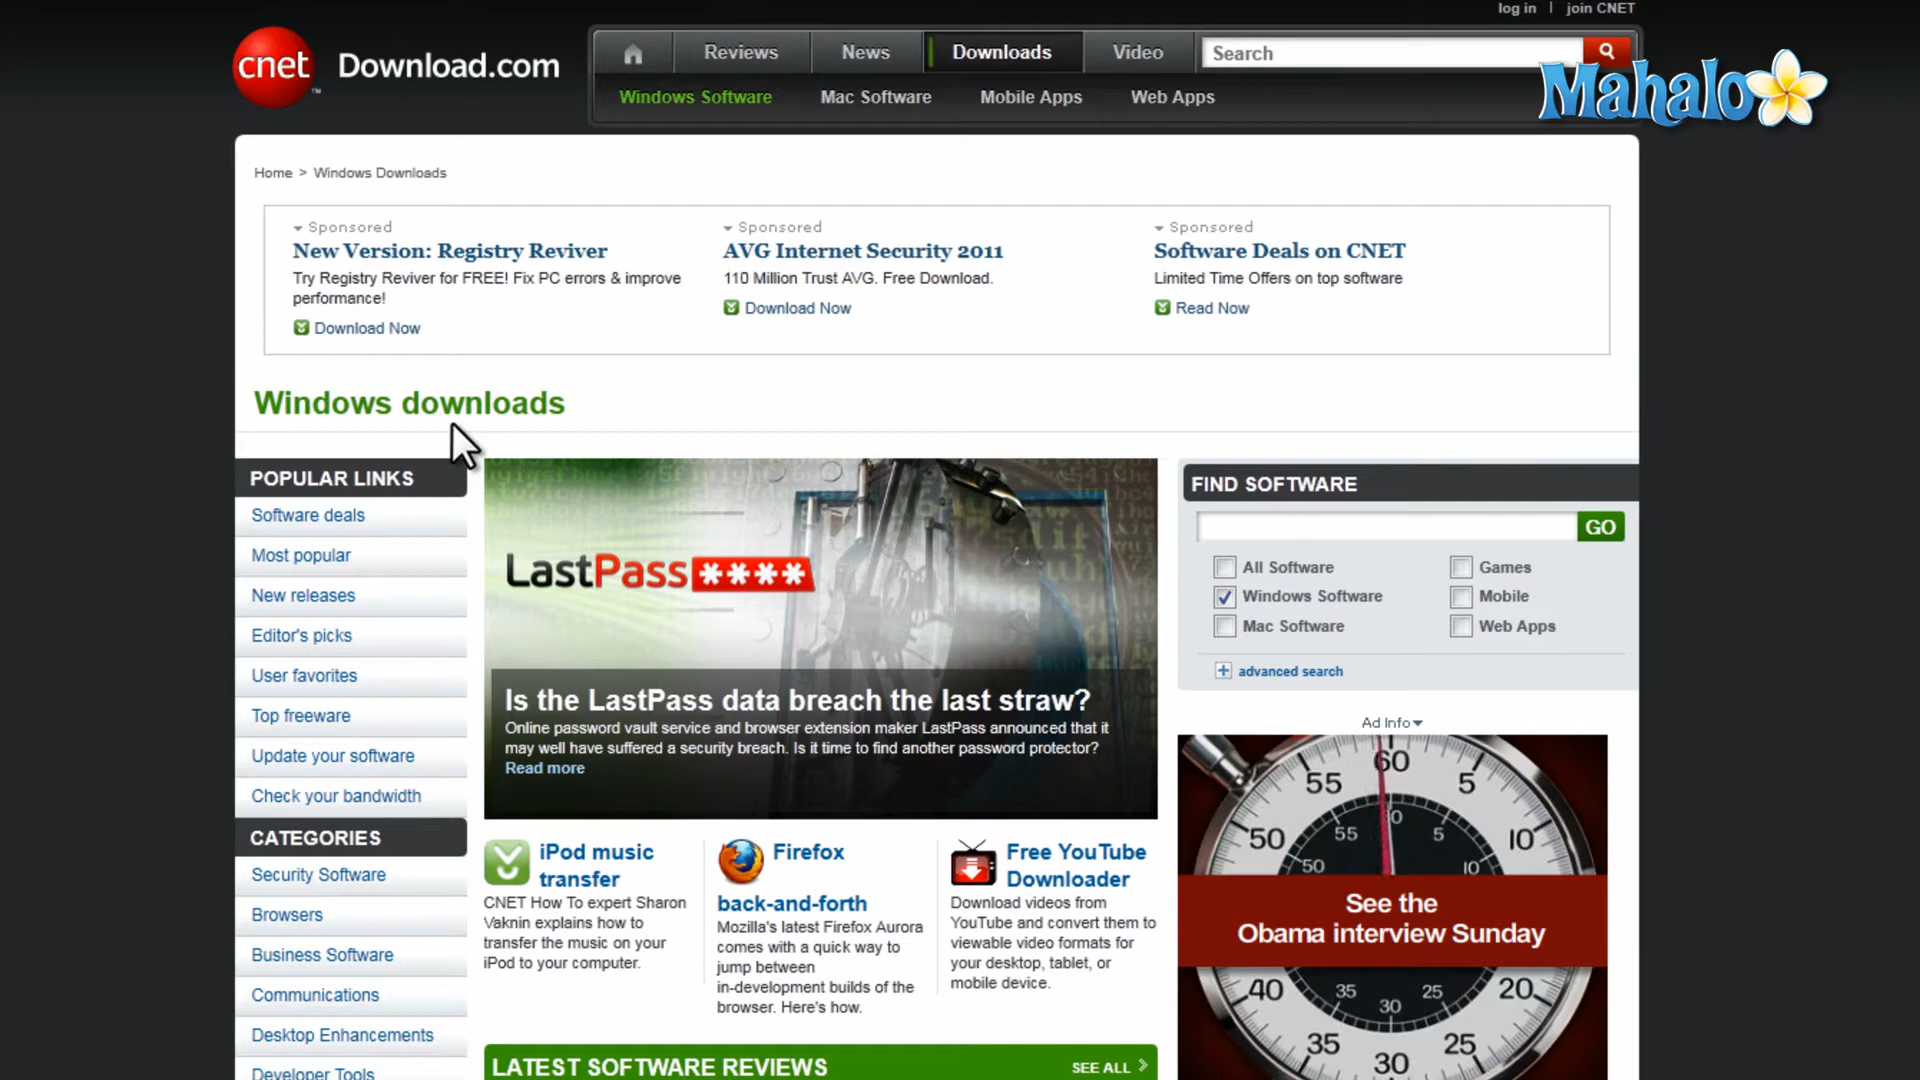 log in | join CNET
cnet Download.com
Reviews News Downloads Video Search
Mahalo
Windows Software Mac Software Mobile Apps Web Apps
Home > Windows Downloads
Sponsored
New Version: Registry Reviver
Try Registry Reviver for FREE! Fix PC errors & improve
performance!
Download Now
Sponsored
AVG Internet Security 2011
110 Million Trust AVG. Free Download.
Download Now
Sponsored
Software Deals on CNET
Limited Time Offers on top software
Read Now
Windows downloads
POPULAR LINKS
Software deals
Most popular
New releases
Editor's picks
User favorites
Top freeware
Update your software
Check your bandwidth
CATEGORIES
Security Software
Browsers
Business Software
Communications
Desktop Enhancements
Developer Tools
LastPass ****
Is the LastPass data breach the last straw?
Online password vault service and browser extension maker LastPass announced that it
may well have suffered a security breach. Is it time to find another password protector?
Read more
iPod music
transfer
CNET How To expert Sharon
Vaknin explains how to
transfer the music on your
iPod to your computer.
Firefox
back-and-forth
Mozilla's latest Firefox Aurora
comes with a quick way to
jump between
in-development builds of the
browser. Here's how.
Free YouTube
Downloader
Download videos from
YouTube and convert them to
viewable video formats for
your desktop, tablet, or
mobile device.
LATEST SOFTWARE REVIEWS SEE ALL >
FIND SOFTWARE
GO
All Software Games
Windows Software Mobile
Mac Software Web Apps
advanced search
Ad Info
60
55 5
50 55 5 10
50 10
See the
Obama interview Sunday
40 35 30 25 20
35 30 25